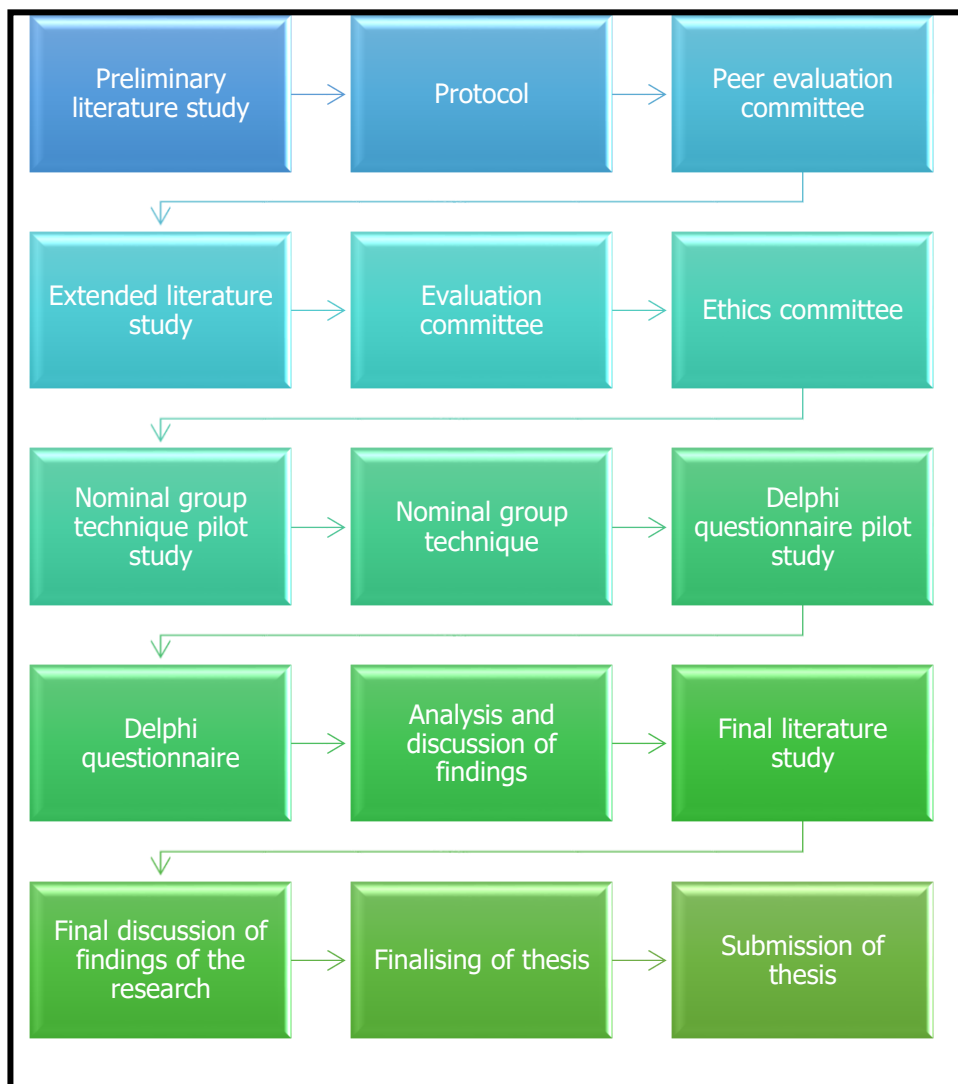 Preliminary
literature study
Protocol
Peer evaluation
committee
Extended literature
study
Evaluation
committee
Ethics committee
Nominal group
technique pilot
study
Nominal group
technique
Delphi
questionnaire pilot
study
Delphi
questionnaire
Analysis and
discussion of
findings
Final literature
study
Final discussion of
findings of the
research
Finalising of thesis
Submission of
thesis